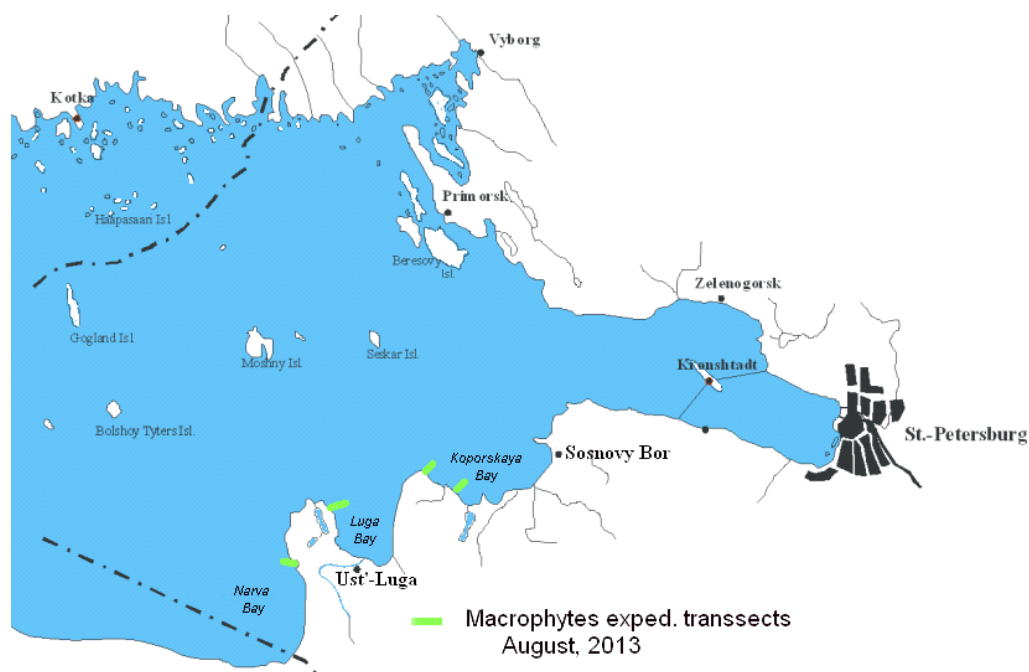 Vyborg
Kotka
Primorsk
Haapasaari Isl
Beresovy
Isl.
Zelenogorsk
Gogland Isl
Moshny Isl.
Seskar Isl.
Kronshtadt
Bolshoy Tyters Isl.
St.-Petersburg
Sosnovy Bor
Koporskaya
Bay
Luga
Bay
Ust'-Luga
Narva
Bay
Macrophytes exped. transsects
August, 2013